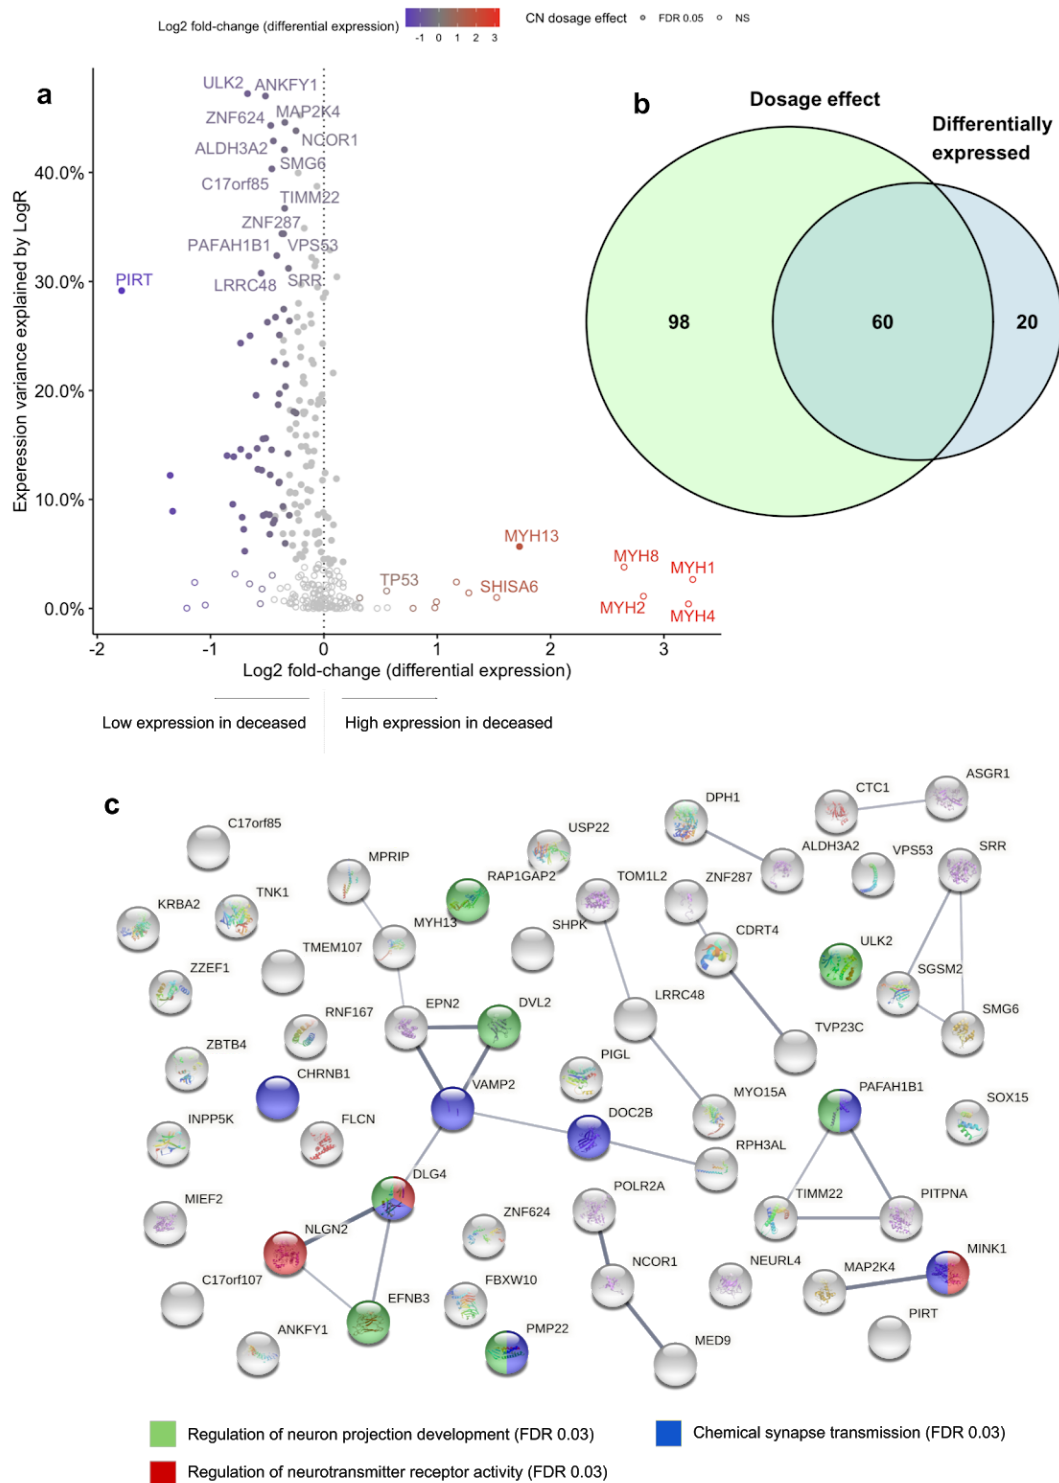 Log2 fold-change (differential expression)
-1 0 1 2 3
CN dosage effect
FDR 0.05
NS
a
Experession variance explained by LogR
40.0%
30.0%
20.0%
10.0%
0.0%
ULK2
ANKFY1
ZNF624
MAP2K4
NCOR1
ALDH3A2
SMG6
C17orf85
TIMM22
ZNF287
PAFAH1B1
VPS53
LRRC48
SRR
PIRT
MYH13
MYH8
MYH1
TP53
SHISA6
MYH2
MYH4
-2 -1 0 1 2 3
Log2 fold-change (differential expression)
Low expression in deceased
High expression in deceased
b
Dosage effect
Differentially
expressed
98
60
20
c
C17orf85
MPRIP
USP22
DPH1
CTC1
ASGR1
KRBA2
TNK1
RAP1GAP2
TOM1L2
ZNF287
ALDH3A2
VPS53
SRR
TMEM107
MYH13
SHPK
CDRT4
ULK2
ZZEF1
RNF167
EPN2
DVL2
LRRC48
SGSM2
SMG6
ZBTB4
CHRNB1
VAMP2
PIGL
TVP23C
MYO15A
PAFAH1B1
SOX15
INPP5K
FLCN
DOC2B
RPH3AL
MIEF2
DLG4
ZNF624
POLR2A
TIMM22
PITPNA
NLGN2
NCOR1
NEURL4
MAP2K4
MINK1
C17orf107
EFNB3
FBXW10
PIRT
ANKFY1
PMP22
MED9
Regulation of neuron projection development (FDR 0.03)
Chemical synapse transmission (FDR 0.03)
Regulation of neurotransmitter receptor activity (FDR 0.03)